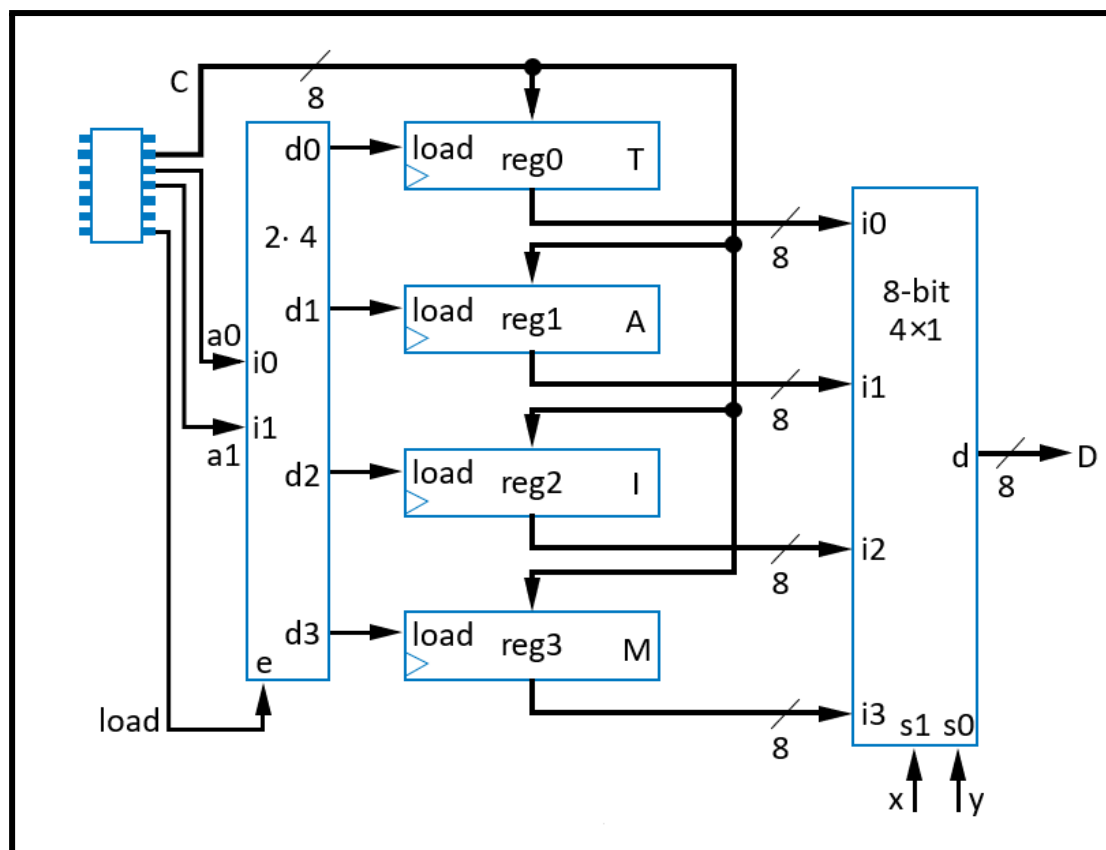 C
8
d0
load
reg0
T
2· 4
8
i0
d1
load
reg1
A
8-bit
4×1
a0
i0
8
i1
i1
a1
d2
load
reg2
I
d
8
D
8
i2
d3
load
reg3
M
e
load
8
i3
s1
s0
x
y